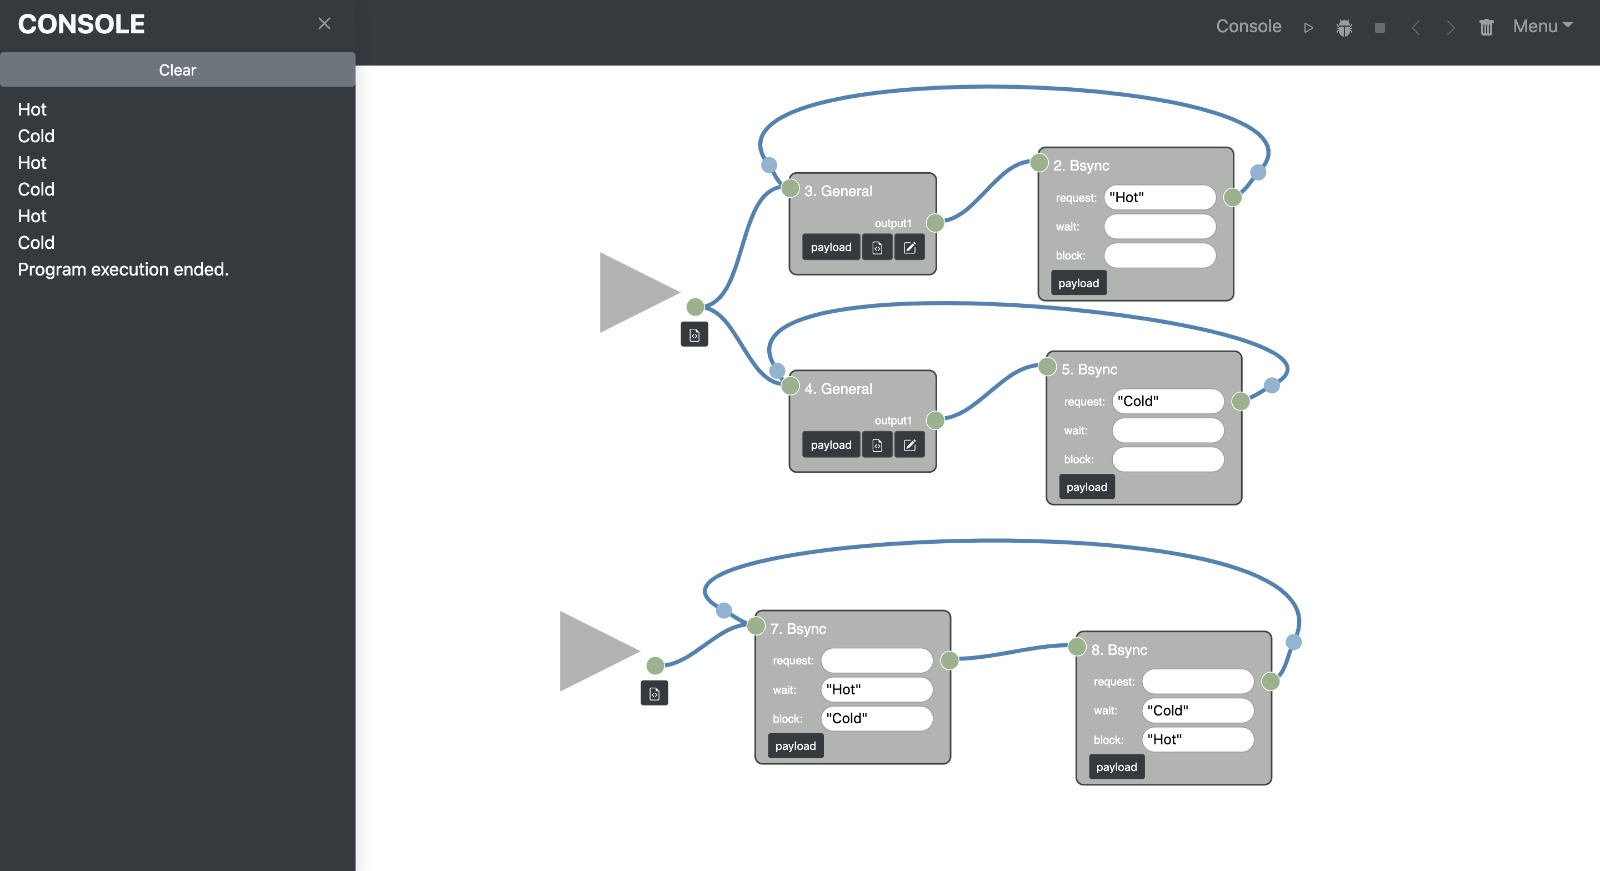 CONSOLE
Clear
Hot
Cold
Hot
Cold
Hot
Cold
Program execution ended.
Console
Menu
3. General
output1
payload
2. Bsync
request: "Hot"
wait:
block:
payload
4. General
output1
payload
5. Bsync
request: "Cold"
wait:
block:
payload
7. Bsync
request:
wait: "Hot"
block: "Cold"
payload
8. Bsync
request:
wait: "Cold"
block: "Hot"
payload